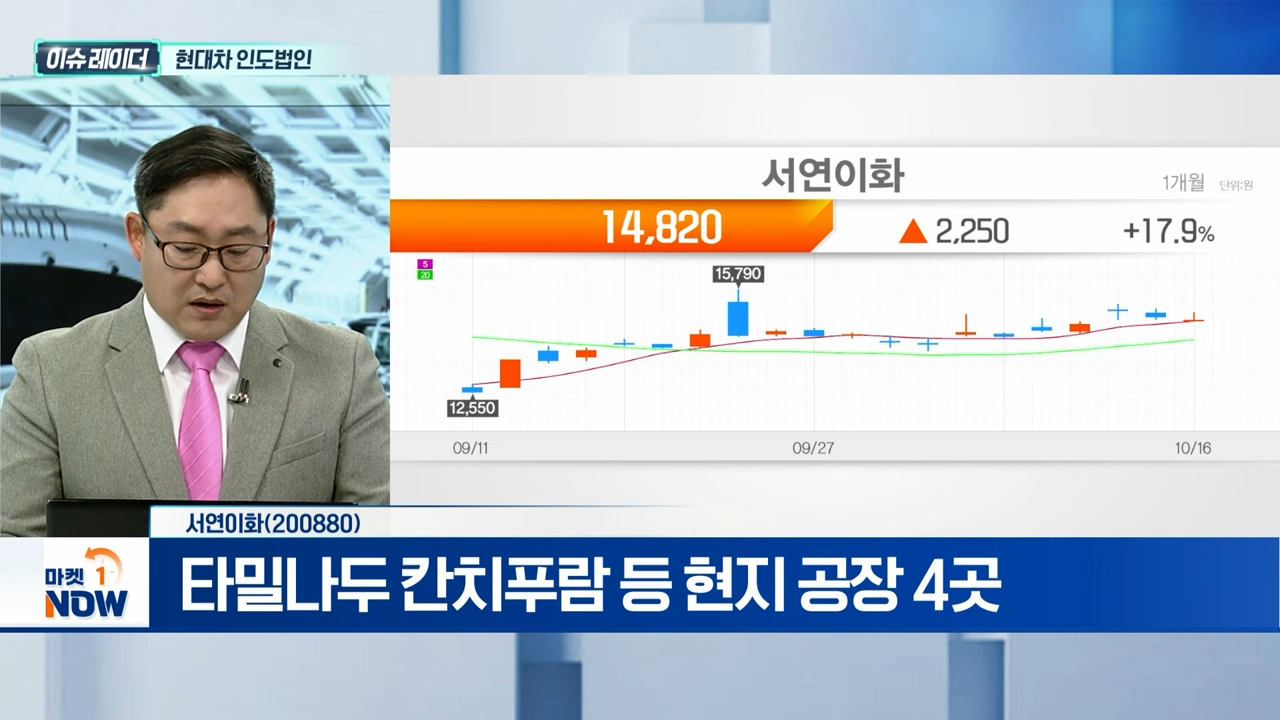 이슈 레이더 현대차 인도법인
서연이화
1개월 단위:원
14,820 ▲ 2,250 +17.9%
5
20
15,790
12,550
09/11 09/27 10/16
서연이화(200880)
마켓 1
NOW
타밀나두 칸치푸람 등 현지 공장 4곳